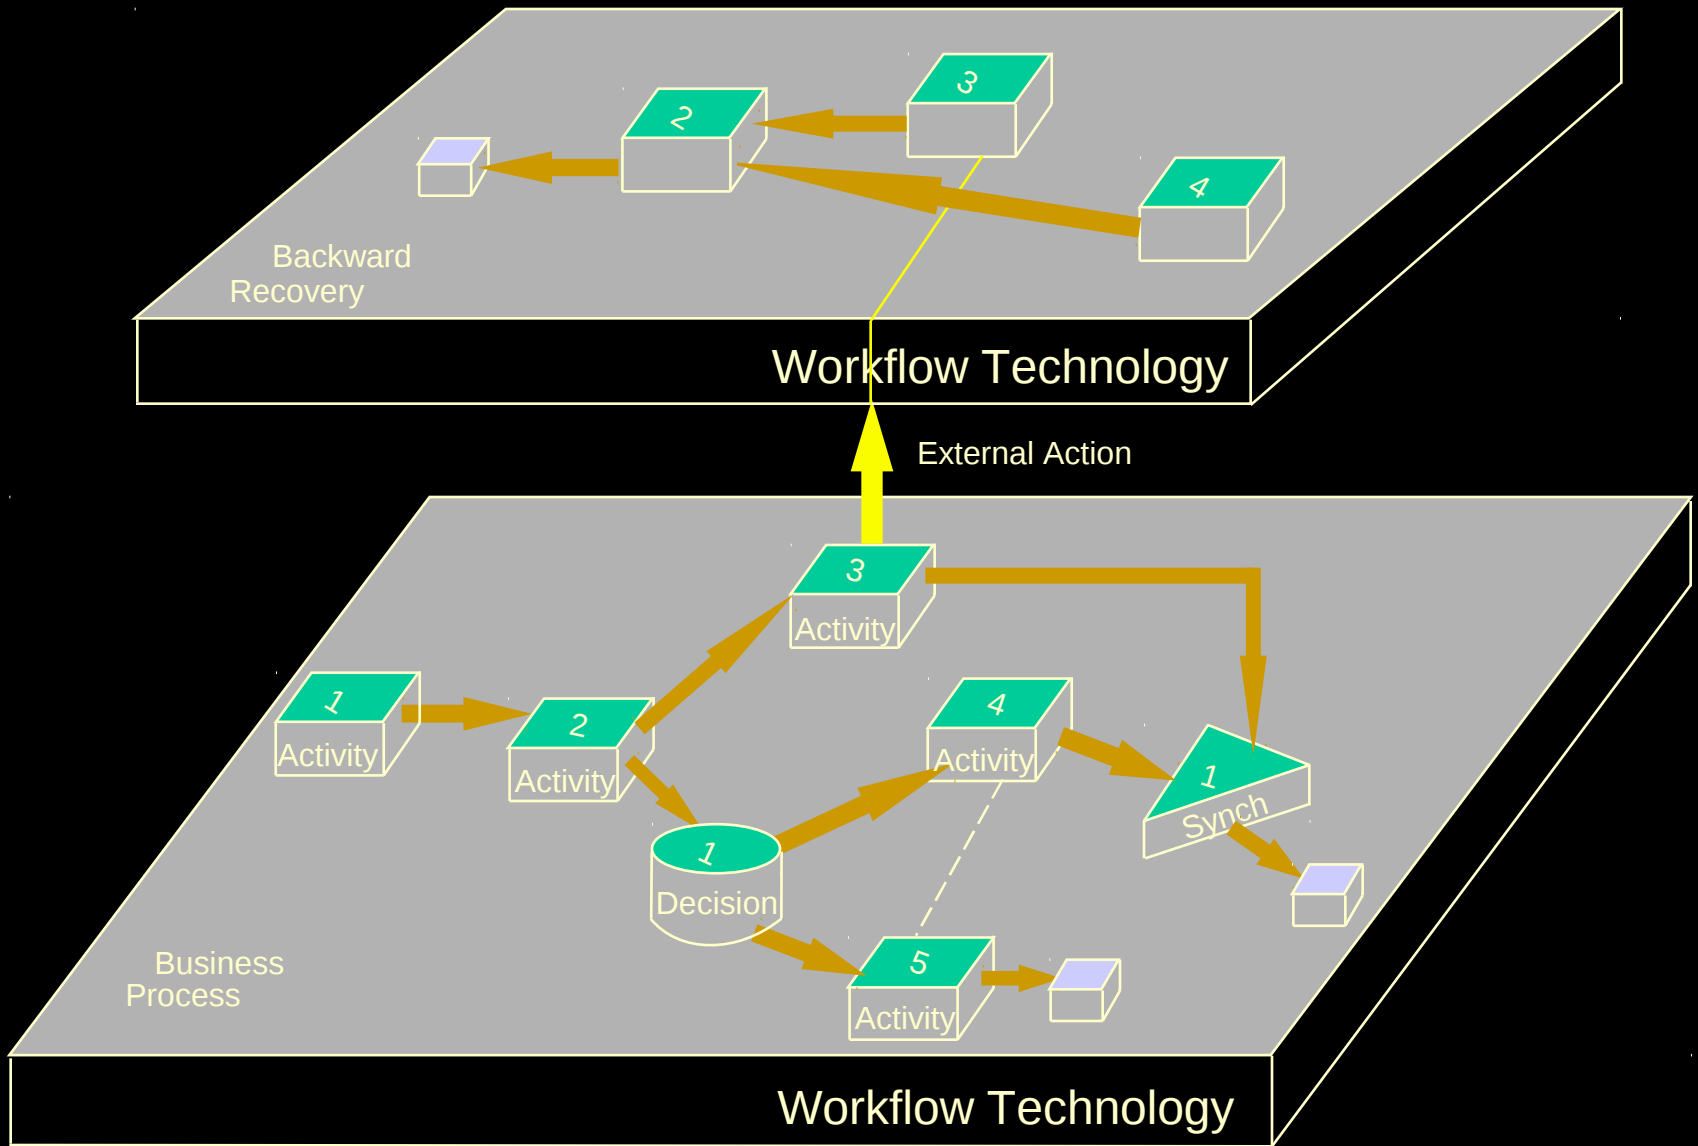 3
2
4
Backward
Recovery
Workflow Technology
External Action
3
Activity
1
Activity
2
Activity
4
Activity
1
Synch
1
Decision
5
Activity
Business
Process
Workflow Technology